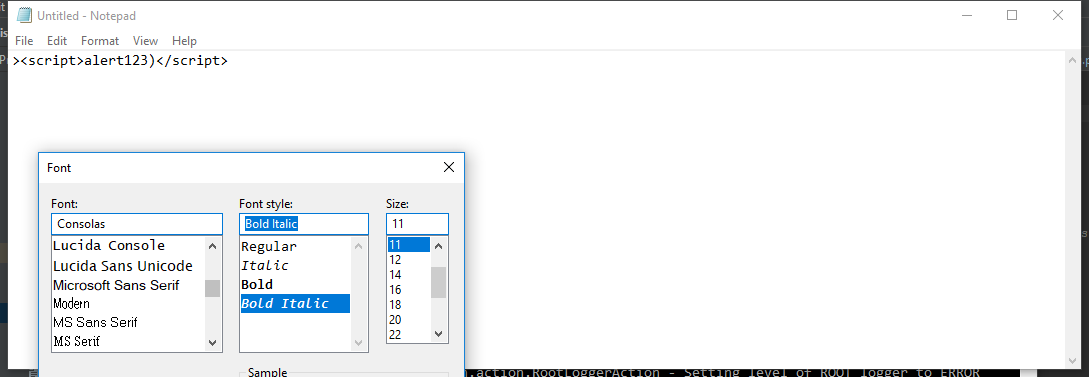 Untitled - Notepad
File Edit Format View Help
><script>alert123)</script>
Font
Font: Font style: Size:
Consolas Bold Italic 11
Lucida Console Regular 11
Lucida Sans Unicode Italic 12
Microsoft Sans Serif Bold 14
Modern Bold Italic 16
MS Sans Serif 18
MS Serif 20
22
Sample
.action.RootLoggerAction - Setting level of ROOT logger to ERROR